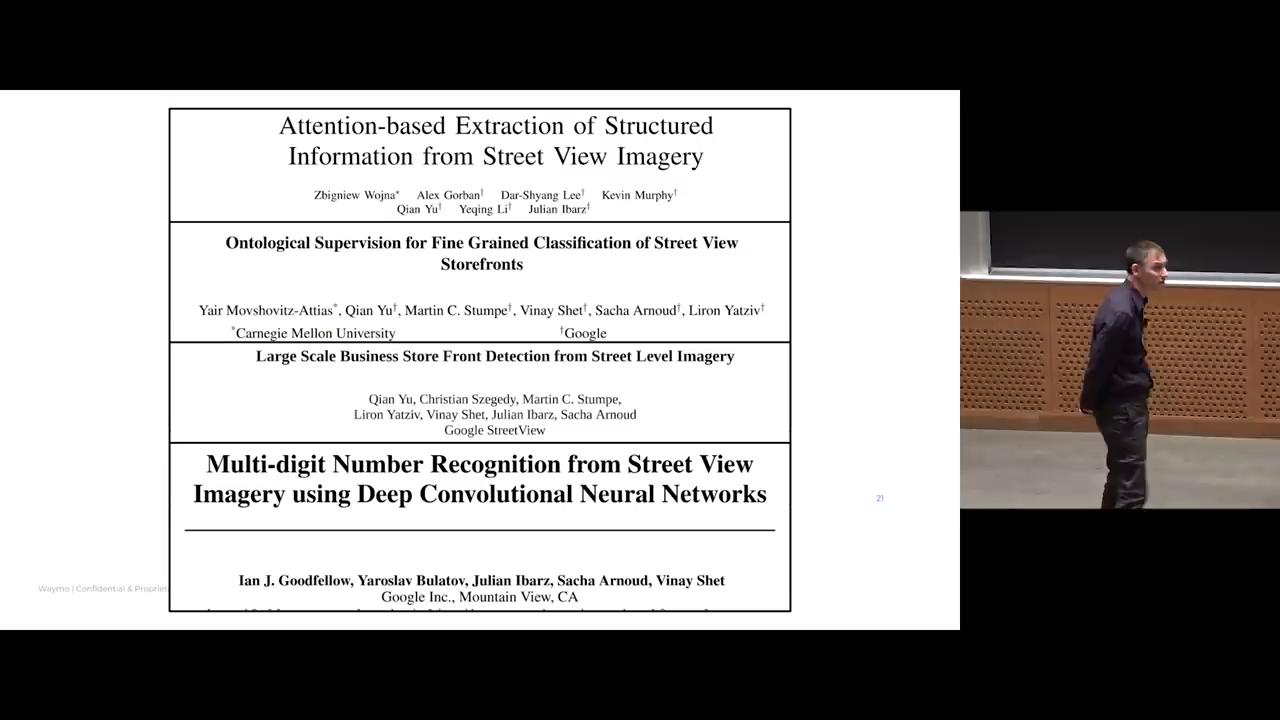 Attention-based Extraction of Structured
Information from Street View Imagery
Zbigniew Wojna* Alex Gorban† Dar-Shyang Lee† Kevin Murphy†
Qian Yu† Yeqing Li† Julian Ibarz†
Ontological Supervision for Fine Grained Classification of Street View
Storefronts
Yair Movshovitz-Attias*, Qian Yu†, Martin C. Stumpe†, Vinay Shet†, Sacha Arnoud†, Liron Yatziv†
*Carnegie Mellon University †Google
Large Scale Business Store Front Detection from Street Level Imagery
Qian Yu, Christian Szegedy, Martin C. Stumpe,
Liron Yatziv, Vinay Shet, Julian Ibarz, Sacha Arnoud
Google StreetView
Multi-digit Number Recognition from Street View
Imagery using Deep Convolutional Neural Networks
21
Ian J. Goodfellow, Yaroslav Bulatov, Julian Ibarz, Sacha Arnoud, Vinay Shet
Google Inc., Mountain View, CA
Waymo | Confidential & Propriet